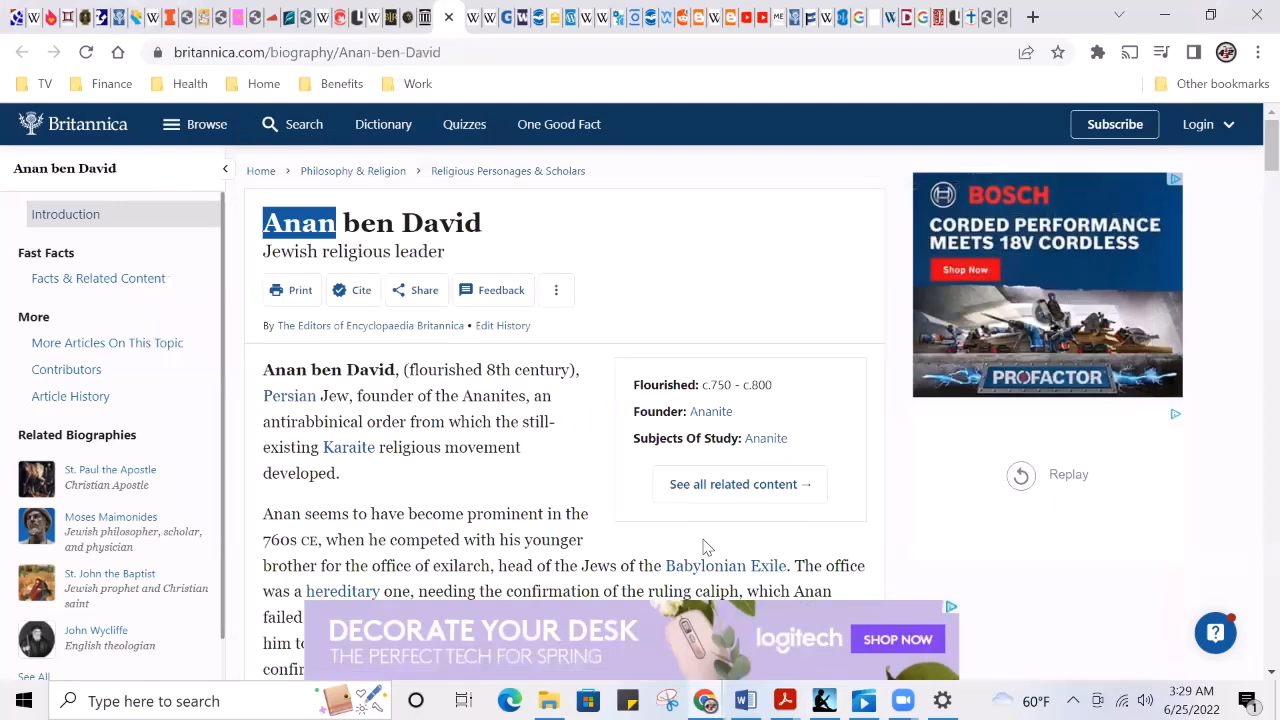 britannica.com/biography/Anan-ben-David
TV Finance Health Home Benefits Work Other bookmarks
Britannica Browse Search Dictionary Quizzes One Good Fact Subscribe Login
Anan ben David
Introduction
Fast Facts
Facts & Related Content
More
More Articles On This Topic
Contributors
Article History
Related Biographies
St. Paul the Apostle
Christian Apostle
Moses Maimonides
Jewish philosopher, scholar,
and physician
St. John the Baptist
Jewish prophet and Christian
saint
John Wycliffe
English theologian
See All
Home > Philosophy & Religion > Religious Personages & Scholars
Anan ben David
Jewish religious leader
Print Cite Share Feedback
By The Editors of Encyclopaedia Britannica • Edit History
Anan ben David, (flourished 8th century),
Persian Jew, founder of the Ananites, an
antirabbinical order from which the still-
existing Karaite religious movement
developed.
Flourished: c.750 - c.800
Founder: Ananite
Subjects Of Study: Ananite
See all related content →
Anan seems to have become prominent in the
760s CE, when he competed with his younger
brother for the office of exilarch, head of the Jews of the Babylonian Exile. The office
was a hereditary one, needing the confirmation of the ruling caliph, which Anan
failed
him to
confir
BOSCH
CORDED PERFORMANCE
MEETS 18V CORDLESS
Shop Now
PROFACTOR
Replay
DECORATE YOUR DESK
THE PERFECT TECH FOR SPRING
logitech
SHOP NOW
Type here to search
60°F
3:29 AM
6/25/2022
1